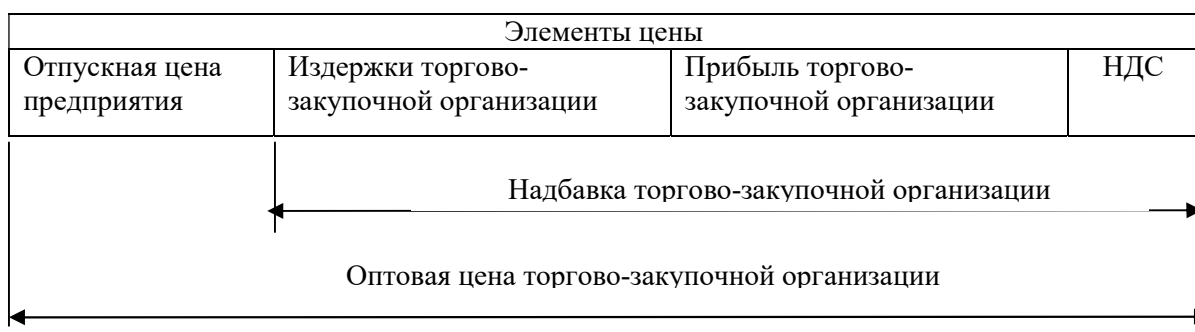 Элементы цены
Отпускная цена
предприятия
Издержки торгово-
закупочной организации
Прибыль торгово-
закупочной организации
НДС
Надбавка торгово-закупочной организации
Оптовая цена торгово-закупочной организации